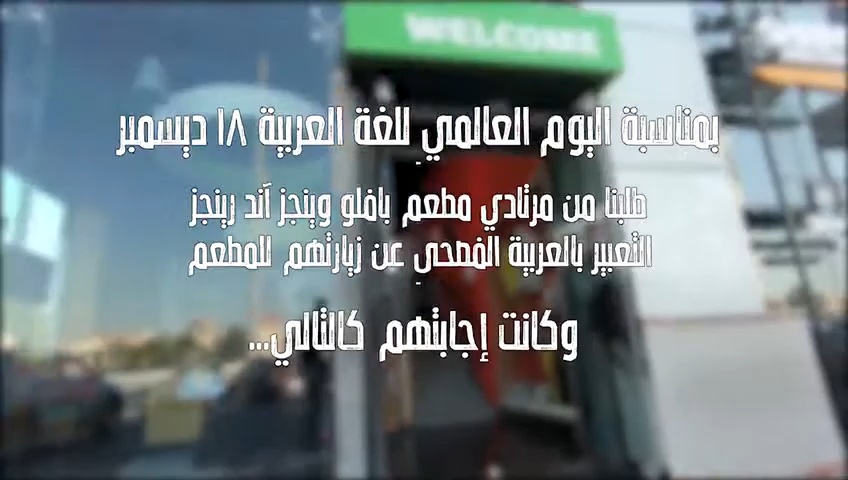 WELCOME
بمناسبة اليوم العالمي للغة العربية ١٨ ديسمبر
طلبنا من مرتادي مطعم بافلو وينجز آند رينجز
التعبير بالعربية الفصحى عن زيارتهم للمطعم
وكانت إجابتهم كالتالي...